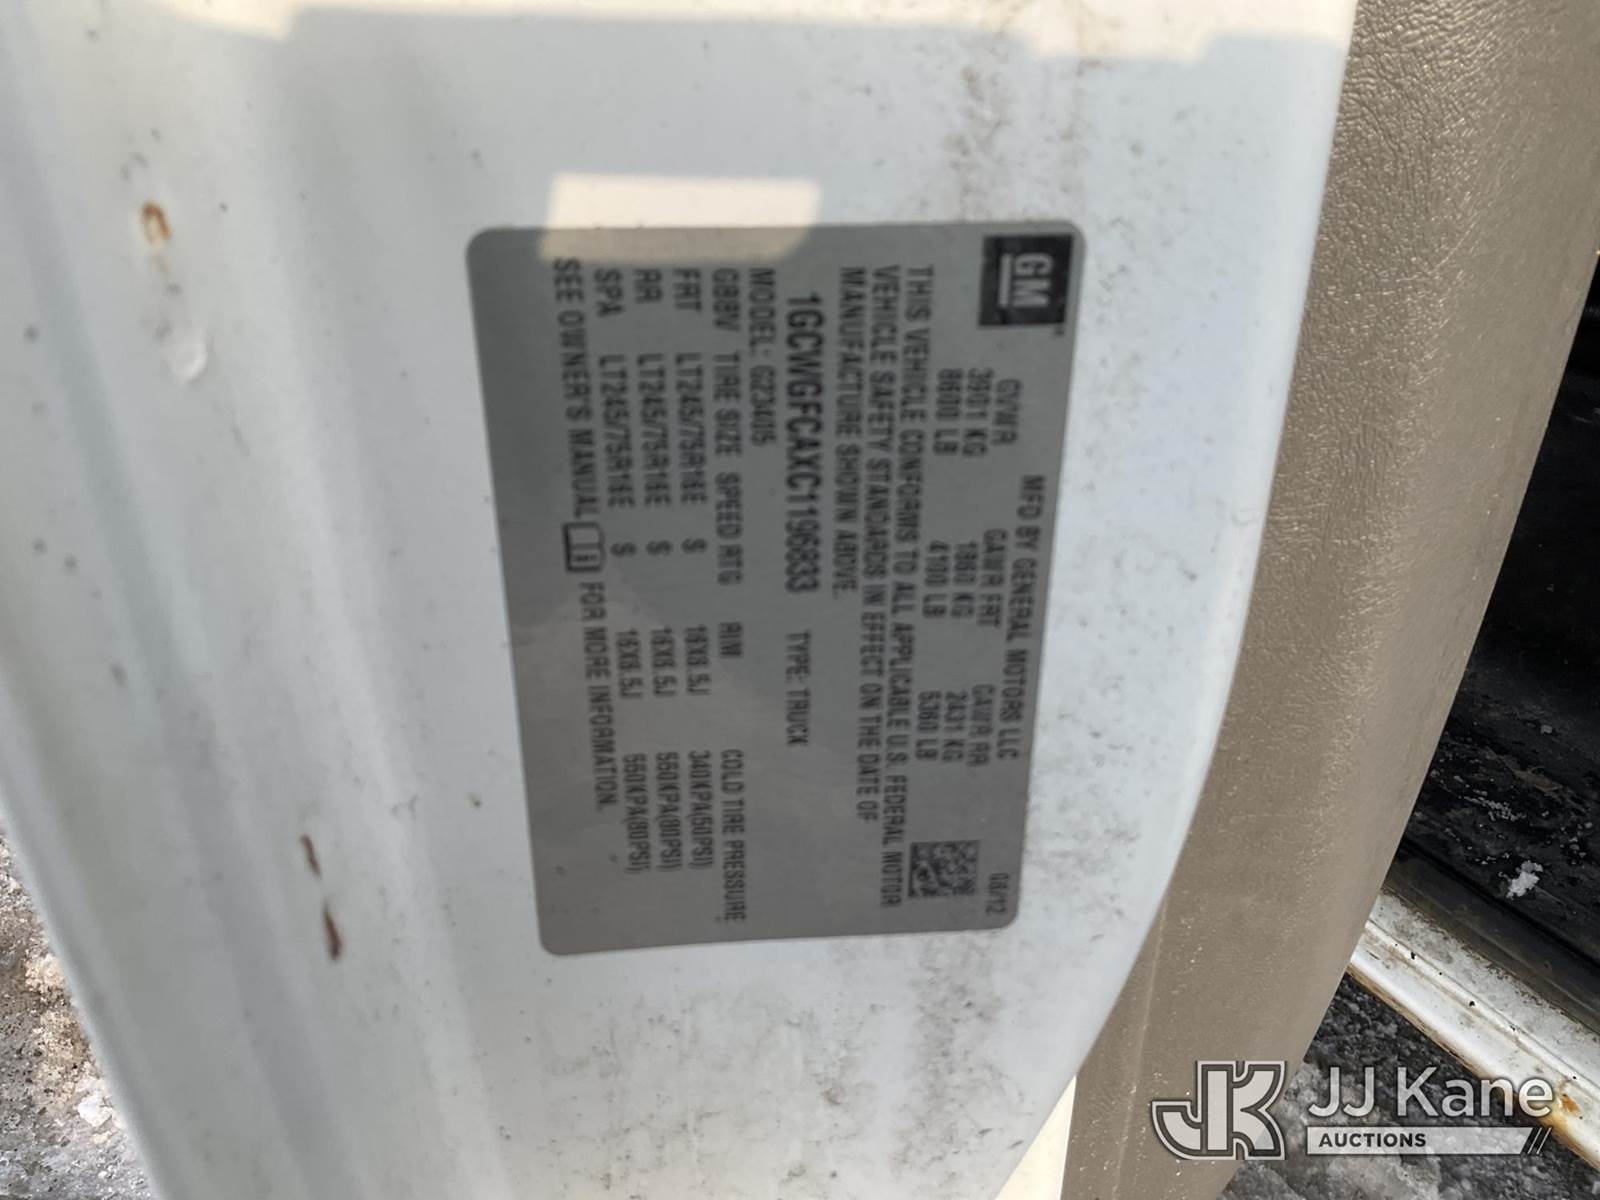 GM
MFD BY GENERAL MOTORS LLC 08/12
GVWR GAWR FRT GAWR RR
3901 KG 1860 KG 2431 KG
8600 LB 4100 LB 5360 LB
THIS VEHICLE CONFORMS TO ALL APPLICABLE U.S. FEDERAL MOTOR
VEHICLE SAFETY STANDARDS IN EFFECT ON THE DATE OF
MANUFACTURE SHOWN ABOVE.
1GCWGFCAXC1196833 TYPE: TRUCK
MODEL: G23405
GBBV TIRE SIZE SPEED RTG RIM COLD TIRE PRESSURE
FRT LT245/75R16E S 16X6.5J 340KPA(50PSI)
RR LT245/75R16E S 16X6.5J 550KPA(80PSI)
SPA LT245/75R16E S 16X6.5J 550KPA(80PSI)
SEE OWNER'S MANUAL FOR MORE INFORMATION.
JK JJ Kane
AUCTIONS